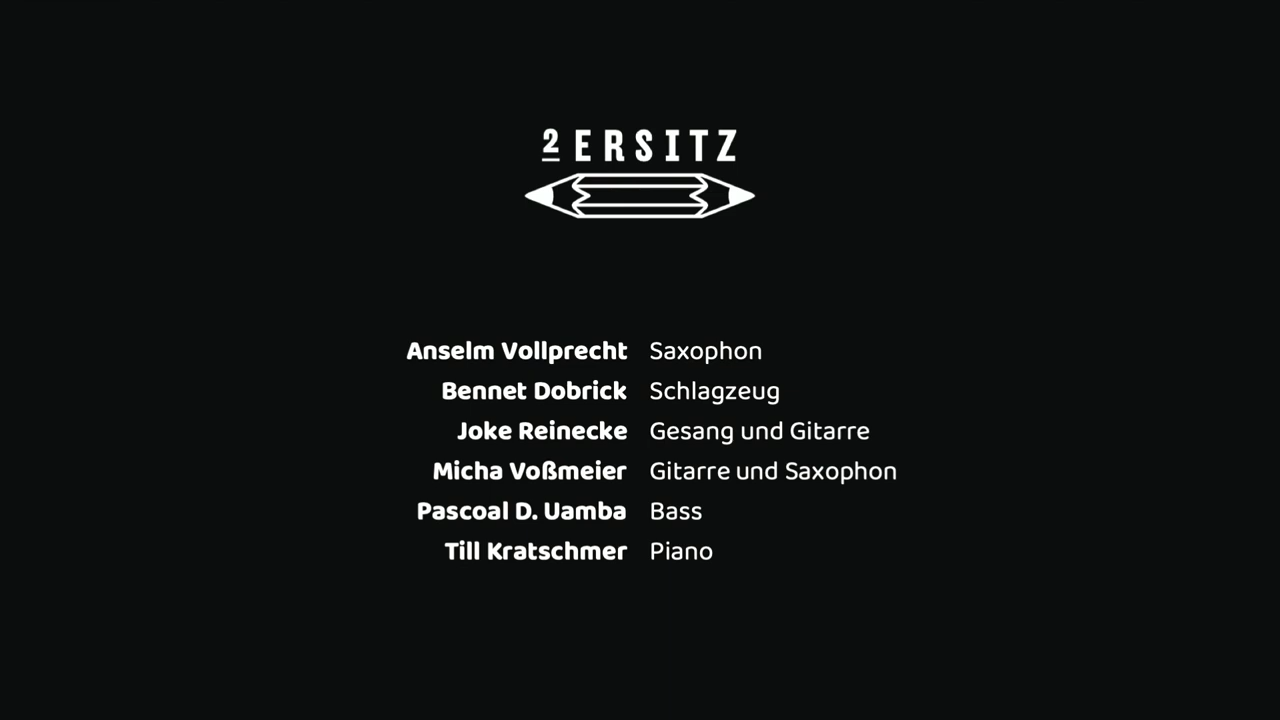 2ERSITZ
Anselm Vollprecht Saxophon
Bennet Dobrick Schlagzeug
Joke Reinecke Gesang und Gitarre
Micha Voßmeier Gitarre und Saxophon
Pascoal D. Uamba Bass
Till Kratschmer Piano